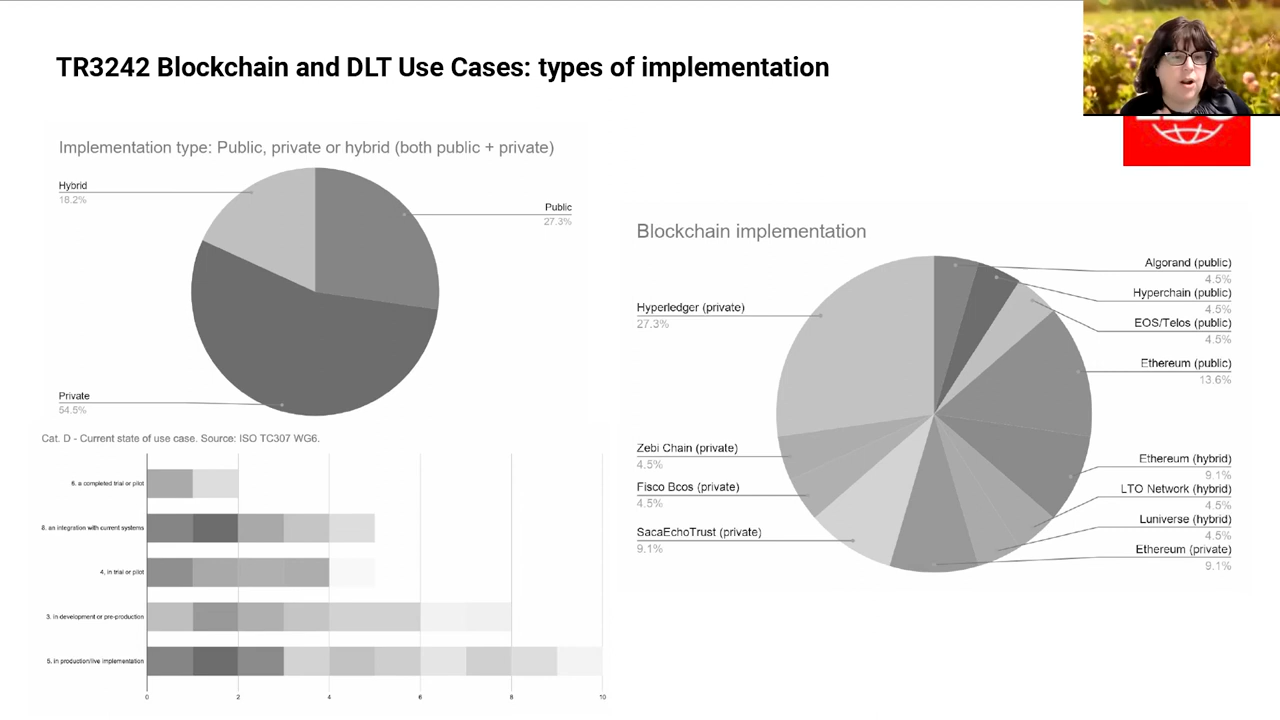 TR3242 Blockchain and DLT Use Cases: types of implementation
Implementation type: Public, private or hybrid (both public + private)
Hybrid
18.2%
Public
27.3%
Private
54.5%
Cat. D - Current state of use case. Source: ISO TC307 WG6.
6. a completed trial or pilot
8. an integration with current systems
4. in trial or pilot
3. in development or pre-production
5. in production/live implementation
0 2 4 6 8 10
Blockchain implementation
Hyperledger (private)
27.3%
Zebi Chain (private)
4.5%
Fisco Bcos (private)
4.5%
SacaEchoTrust (private)
9.1%
Algorand (public)
4.5%
Hyperchain (public)
4.5%
EOS/Telos (public)
4.5%
Ethereum (public)
13.6%
Ethereum (hybrid)
9.1%
LTO Network (hybrid)
4.5%
Luniverse (hybrid)
4.5%
Ethereum (private)
9.1%